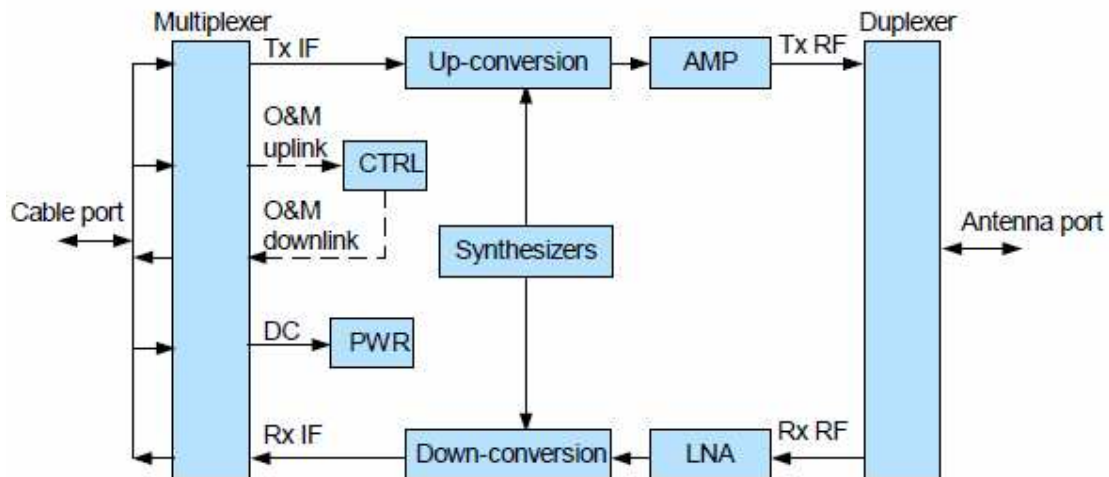 Multiplexer
Duplexer
Tx IF
Up-conversion
AMP
Tx RF
O&M
uplink
CTRL
Cable port
O&M
downlink
Synthesizers
Antenna port
DC
PWR
Rx IF
Down-conversion
LNA
Rx RF